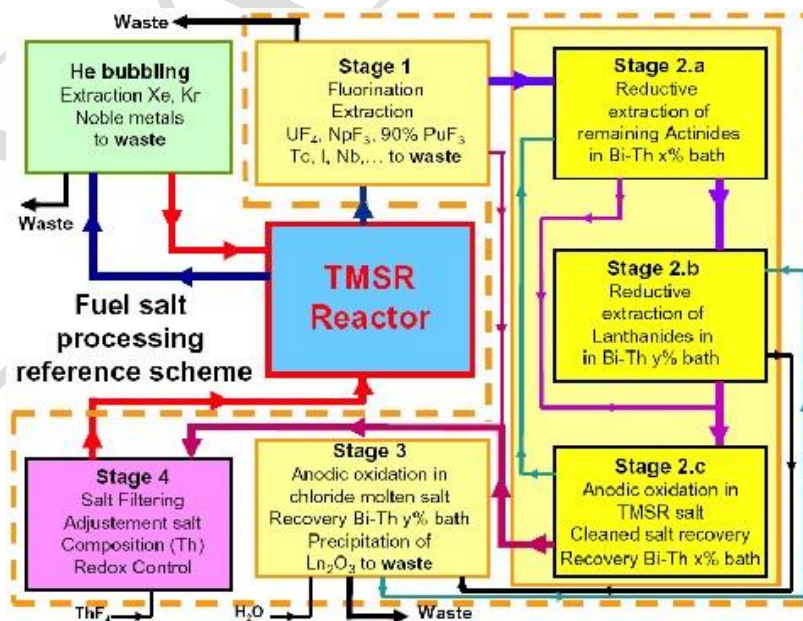 Waste
He bubbling
Extraction Xe, Kr
Noble metals
to waste
Waste
Stage 1
Fluorination
Extraction
UF₄, NpF₃, 90% PuF₃
Tc, I, Nb,... to waste
Stage 2.a
Reductive
extraction of
remaining Actinides
in Bi-Th x% bath
TMSR
Reactor
Fuel salt
processing
reference scheme
Stage 2.b
Reductive
extraction of
Lanthanides in
in Bi-Th y% bath
Stage 4
Salt Filtering
Adjustement salt
Composition (Th)
Redox Control
Stage 3
Anodic oxidation in
chloride molten salt
Recovery Bi-Th y% bath
Precipitation of
Ln₂O₃ to waste
Stage 2.c
Anodic oxidation in
TMSR salt
Cleaned salt recovery
Recovery Bi-Th x% bath
ThF₄
H₂O
Waste